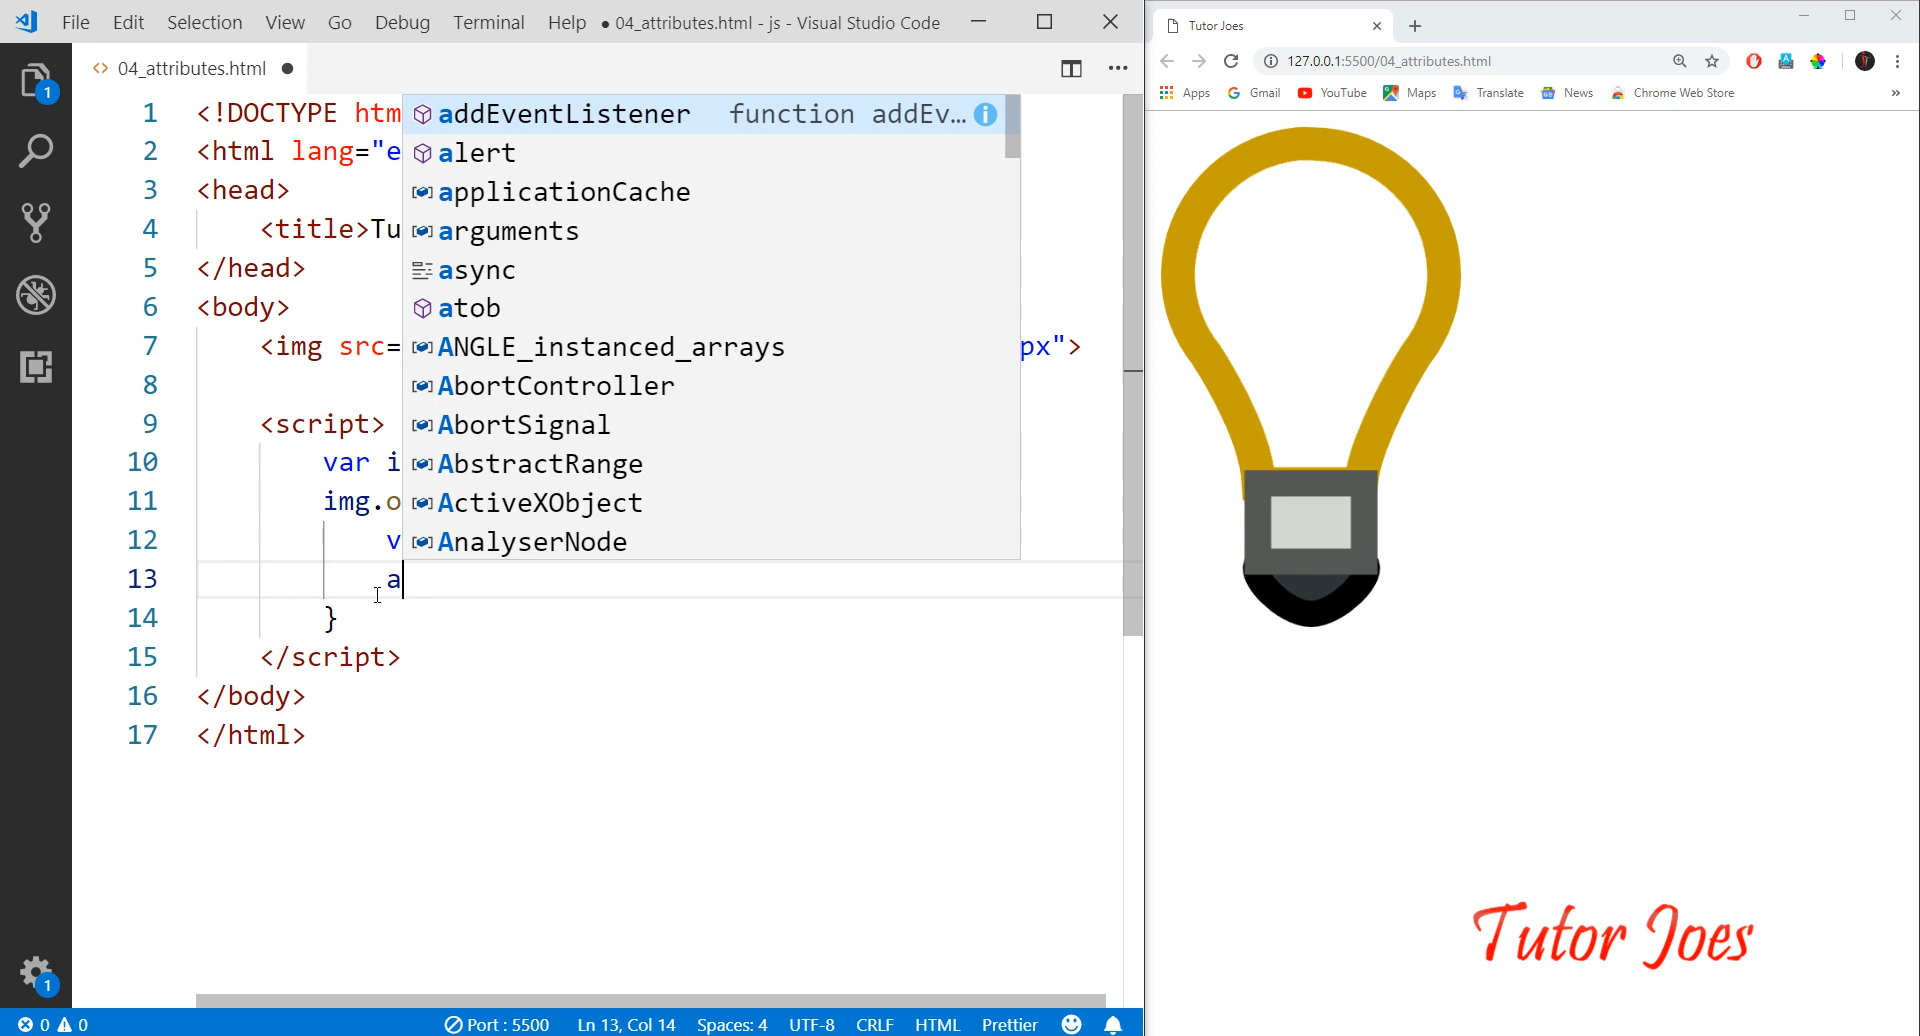 File Edit Selection View Go Debug Terminal Help ● 04_attributes.html - js - Visual Studio Code
<> 04_attributes.html ●
1 <!DOCTYPE htm
2 <html lang="e
3 <head>
4 <title>Tu
5 </head>
6 <body>
7 <img src= px">
8
9 <script>
10 var i
11 img.o
12 v
13 a
14 }
15 </script>
16 </body>
17 </html>
addEventListener function addEv...
alert
applicationCache
arguments
async
atob
ANGLE_instanced_arrays
AbortController
AbortSignal
AbstractRange
ActiveXObject
AnalyserNode
1
1
0 0 Port : 5500 Ln 13, Col 14 Spaces: 4 UTF-8 CRLF HTML Prettier
Tutor Joes
127.0.0.1:5500/04_attributes.html
Apps Gmail YouTube Maps Translate News Chrome Web Store »
Tutor Joes